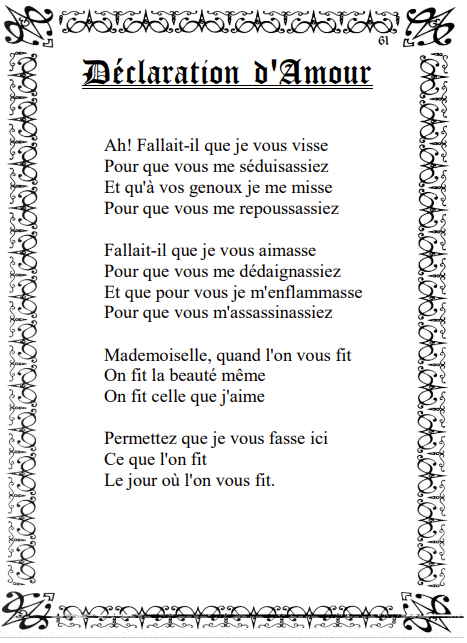 61
Déclaration d'Amour
Ah! Fallait-il que je vous visse
Pour que vous me séduisassiez
Et qu'à vos genoux je me misse
Pour que vous me repoussassiez
Fallait-il que je vous aimasse
Pour que vous me dédaignassiez
Et que pour vous je m'enflammasse
Pour que vous m'assassinassiez
Mademoiselle, quand l'on vous fit
On fit la beauté même
On fit celle que j'aime
Permettez que je vous fasse ici
Ce que l'on fit
Le jour où l'on vous fit.